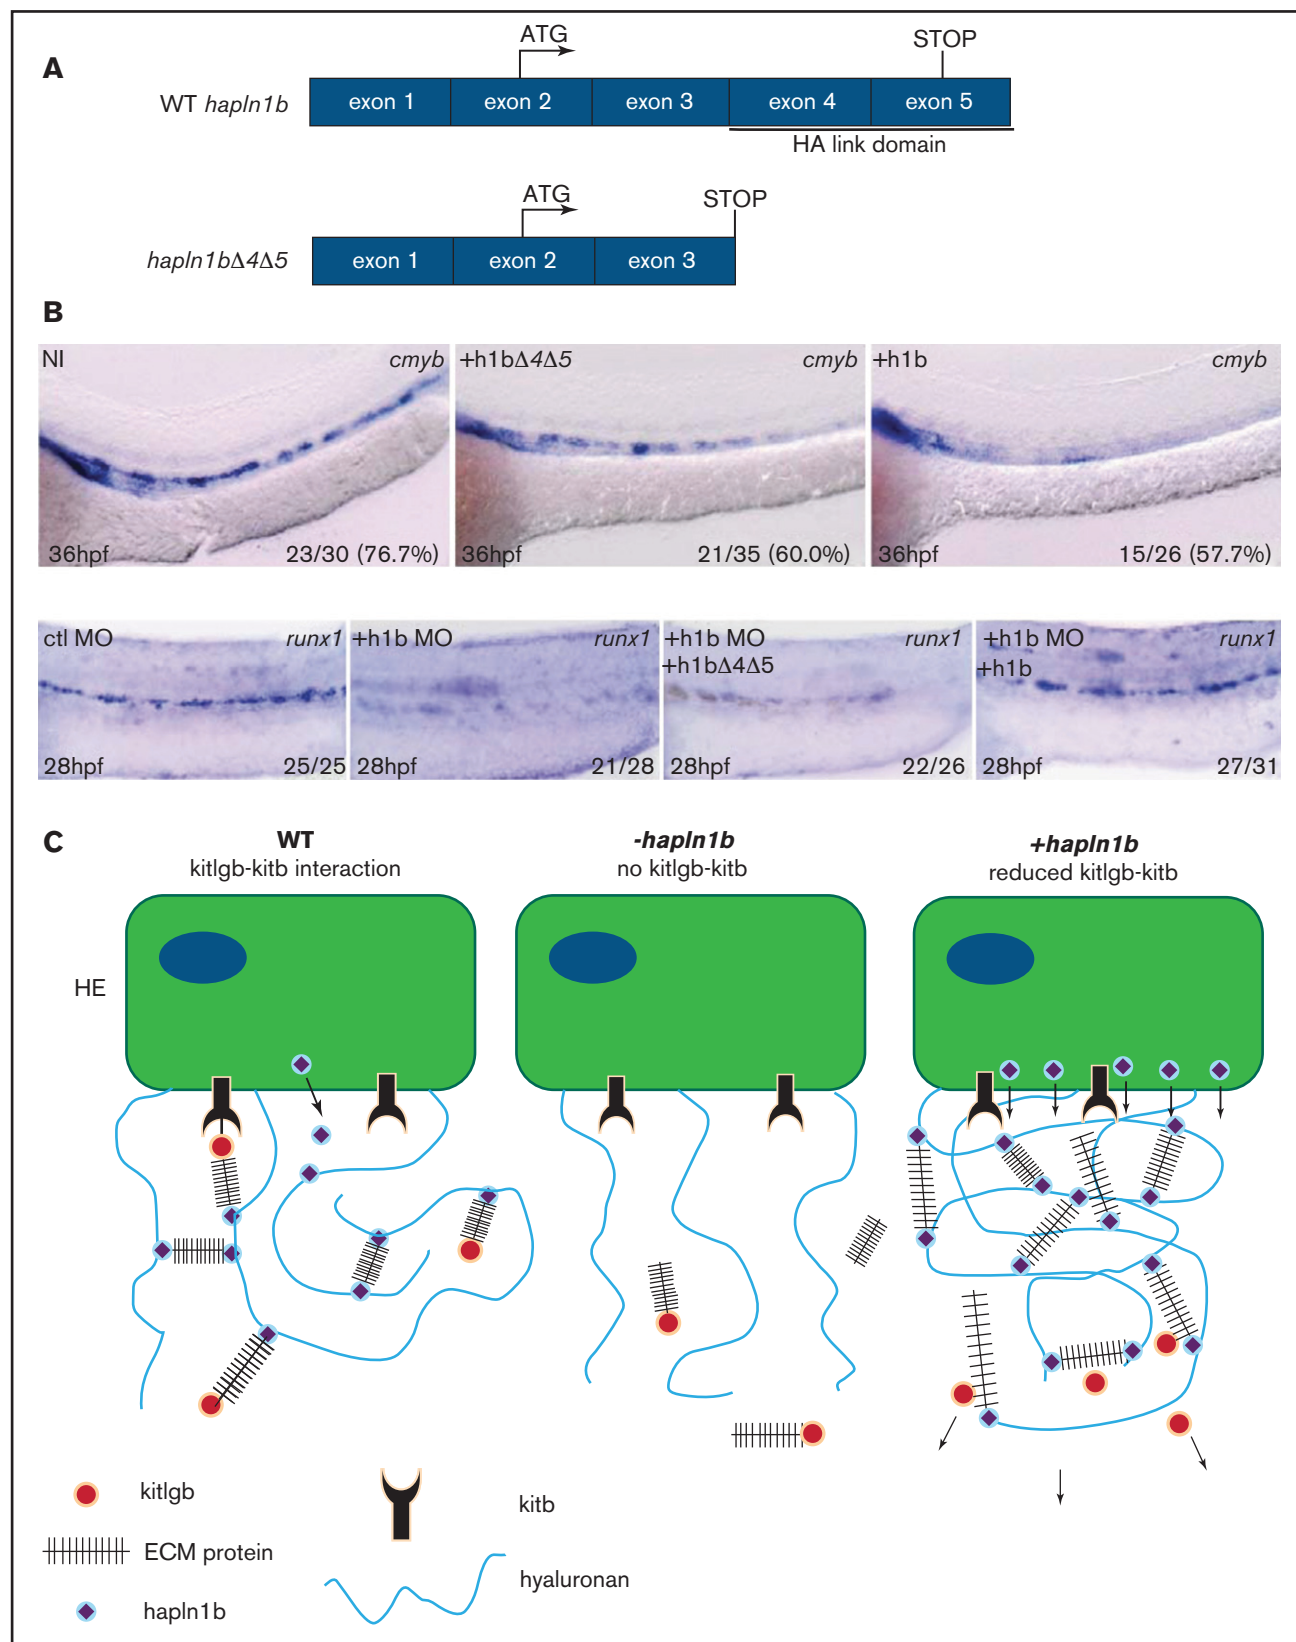 A
ATG
STOP
WT hapln1b
exon 1 exon 2 exon 3 exon 4 exon 5
HA link domain
ATG
STOP
hapln1bΔ4Δ5
exon 1 exon 2 exon 3
B
NI cmyb
36hpf 23/30 (76.7%)
+h1bΔ4Δ5 cmyb
36hpf 21/35 (60.0%)
+h1b cmyb
36hpf 15/26 (57.7%)
ctl MO runx1
28hpf 25/25
+h1b MO runx1
28hpf 21/28
+h1b MO runx1
+h1bΔ4Δ5
28hpf 22/26
+h1b MO runx1
+h1b
28hpf 27/31
C
WT
kitlgb-kitb interaction
-hapln1b
no kitlgb-kitb
+hapln1b
reduced kitlgb-kitb
HE
kitlgb
ECM protein
hapln1b
kitb
hyaluronan